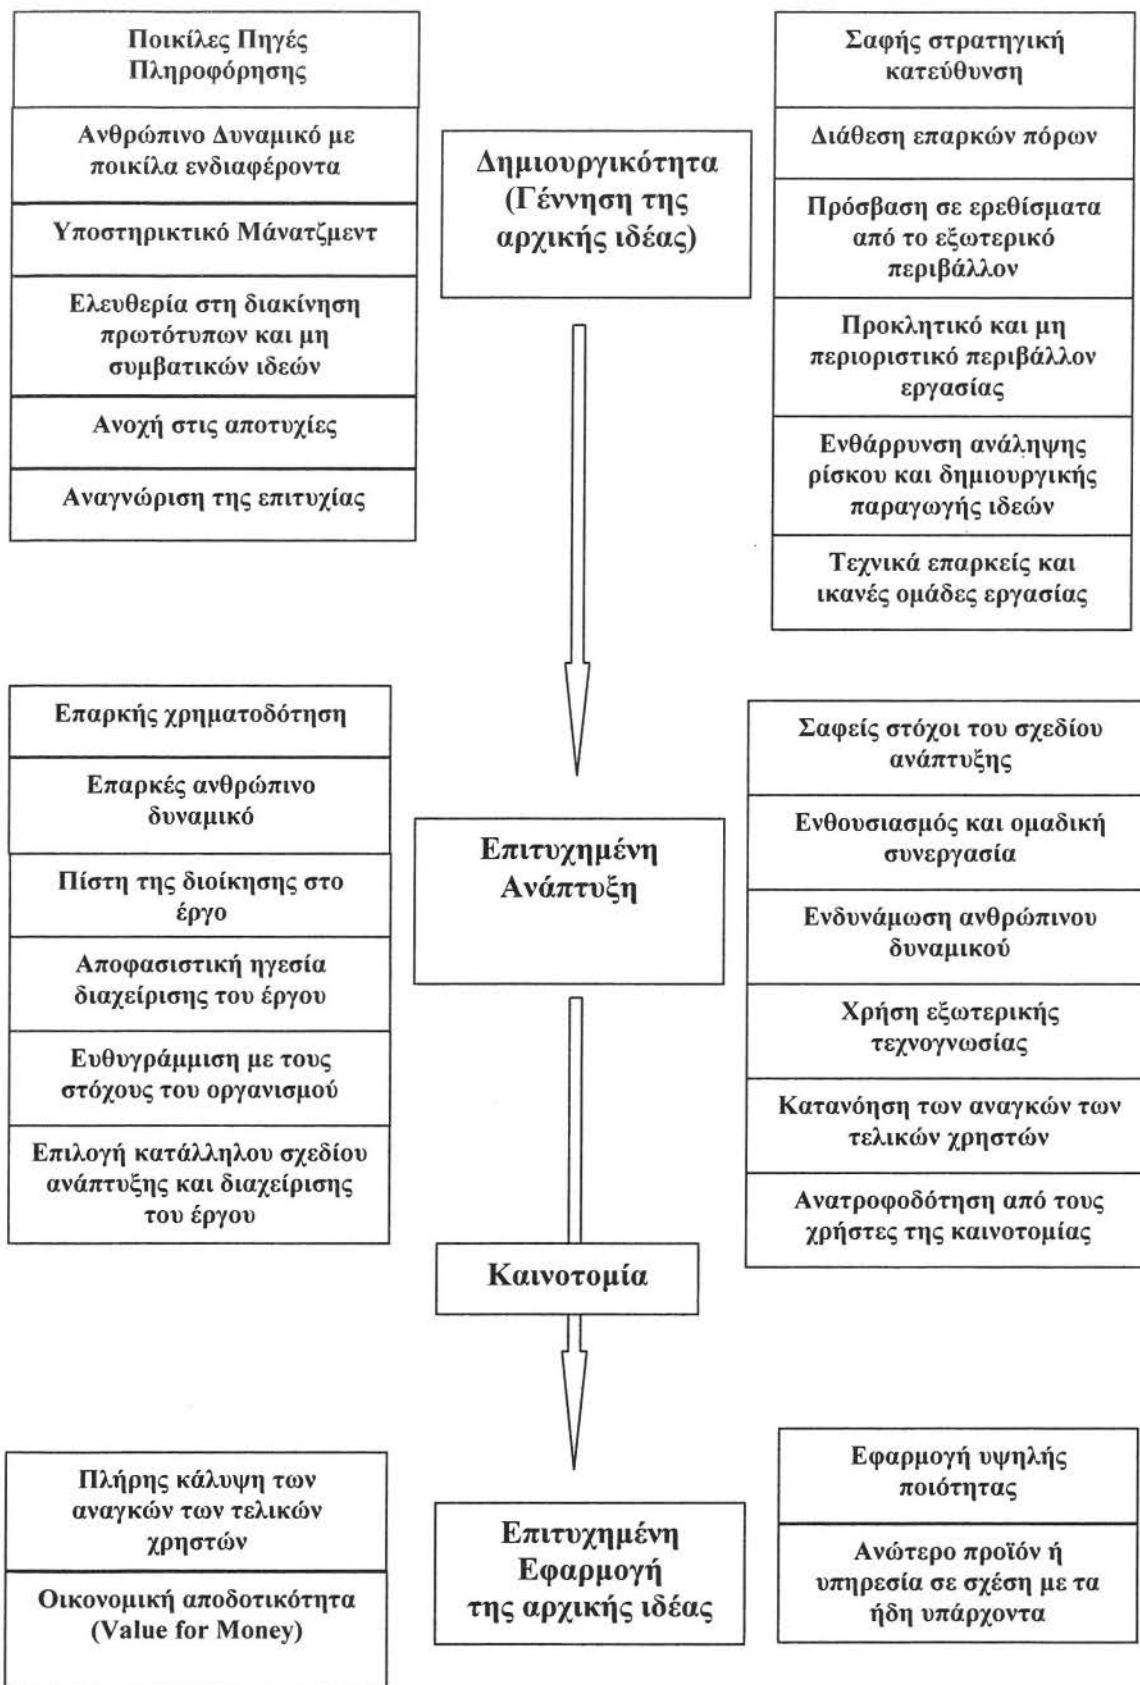 Ποικίλες Πηγές
Πληροφόρησης
Ανθρώπινο Δυναμικό με
ποικίλα ενδιαφέροντα
Υποστηρικτικό Μάνατζμεντ
Ελευθερία στη διακίνηση
πρωτότυπων και μη
συμβατικών ιδεών
Ανοχή στις αποτυχίες
Αναγνώριση της επιτυχίας
Δημιουργικότητα
(Γέννηση της
αρχικής ιδέας)
Σαφής στρατηγική
κατεύθυνση
Διάθεση επαρκών πόρων
Πρόσβαση σε ερεθίσματα
από το εξωτερικό
περιβάλλον
Προκλητικό και μη
περιοριστικό περιβάλλον
εργασίας
Ενθάρρυνση ανάληψης
ρίσκου και δημιουργικής
παραγωγής ιδεών
Τεχνικά επαρκείς και
ικανές ομάδες εργασίας
Επαρκής χρηματοδότηση
Επαρκές ανθρώπινο
δυναμικό
Πίστη της διοίκησης στο
έργο
Αποφασιστική ηγεσία
διαχείρισης του έργου
Ευθυγράμμιση με τους
στόχους του οργανισμού
Επιλογή κατάλληλου σχεδίου
ανάπτυξης και διαχείρισης
του έργου
Επιτυχημένη
Ανάπτυξη
Σαφείς στόχοι του σχεδίου
ανάπτυξης
Ενθουσιασμός και ομαδική
συνεργασία
Ενδυνάμωση ανθρώπινου
δυναμικού
Χρήση εξωτερικής
τεχνογνωσίας
Κατανόηση των αναγκών των
τελικών χρηστών
Ανατροφοδότηση από τους
χρήστες της καινοτομίας
Καινοτομία
Πλήρης κάλυψη των
αναγκών των τελικών
χρηστών
Οικονομική αποδοτικότητα
(Value for Money)
Επιτυχημένη
Εφαρμογή
της αρχικής ιδέας
Εφαρμογή υψηλής
ποιότητας
Ανώτερο προϊόν ή
υπηρεσία σε σχέση με τα
ήδη υπάρχοντα